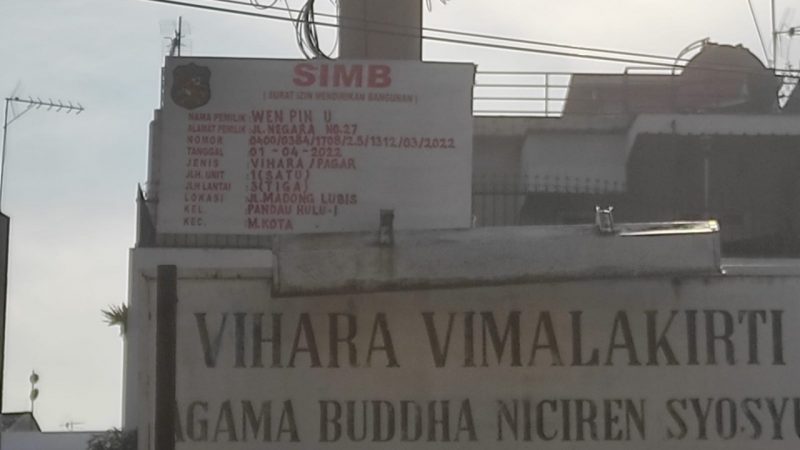 SIMB
( SURAT IZIN MENDIRIKAN BANGUNAN )
NAMA PEMILIK : WEN PIN U
ALAMAT PEMILIK : JL. NEGARA NO.27
NOMOR : 0400/0384/1708/2.5/1312/03/2022
TANGGAL : 01-04-2022
JENIS : VIHARA/PAGAR
JLH. UNIT : 1(SATU)
JLH LANTAI : 3(TIGA)
LOKASI : JL.MADONG LUBIS
KEL. : PANDAU HULU-I
KEC. : M.KOTA
VIHARA VIMALAKIRTI
AGAMA BUDDHA NICIREN SYOSYU